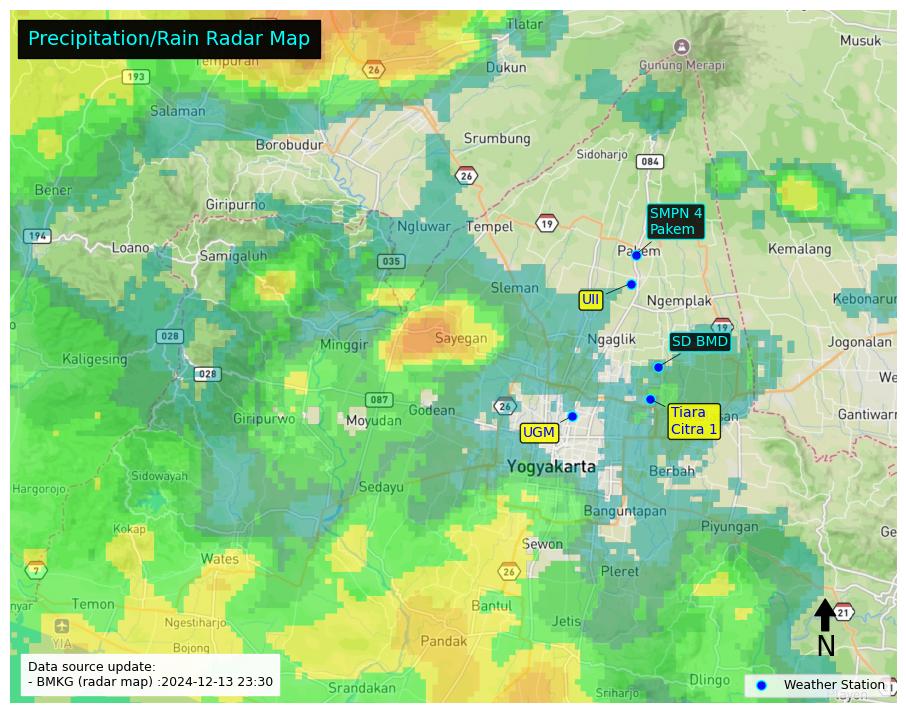 Precipitation/Rain Radar Map
Tlatar
Musuk
Tempuran
26
Dukun
Gunung Merapi
193
Salaman
Borobudur
Srumbung
Sidoharjo
084
26
Bener
Giripurno
SMPN 4
Pakem
194
Loano
Samigaluh
Ngluwar
Tempel
19
Pakem
Kemalang
035
Sleman
UII
Ngemplak
028
Minggir
Sayegan
Ngaglik
19
SD BMD
Jogonalan
Kaligesing
028
087
26
Giripurwo
Moyudan
Godean
UGM
Tiara
Citra 1
Yogyakarta
Berbah
Sidowayah
Hargorojo
Sedayu
Banguntapan
Piyungan
Kokap
Wates
Sewon
7
26
Pleret
Temon
Ngestiharjo
Bantul
Jetis
21
YIA
Bojong
Pandak
N
Data source update:
- BMKG (radar map) :2024-12-13 23:30
Srandakan
Sriharjo
Dlingo
Weather Station